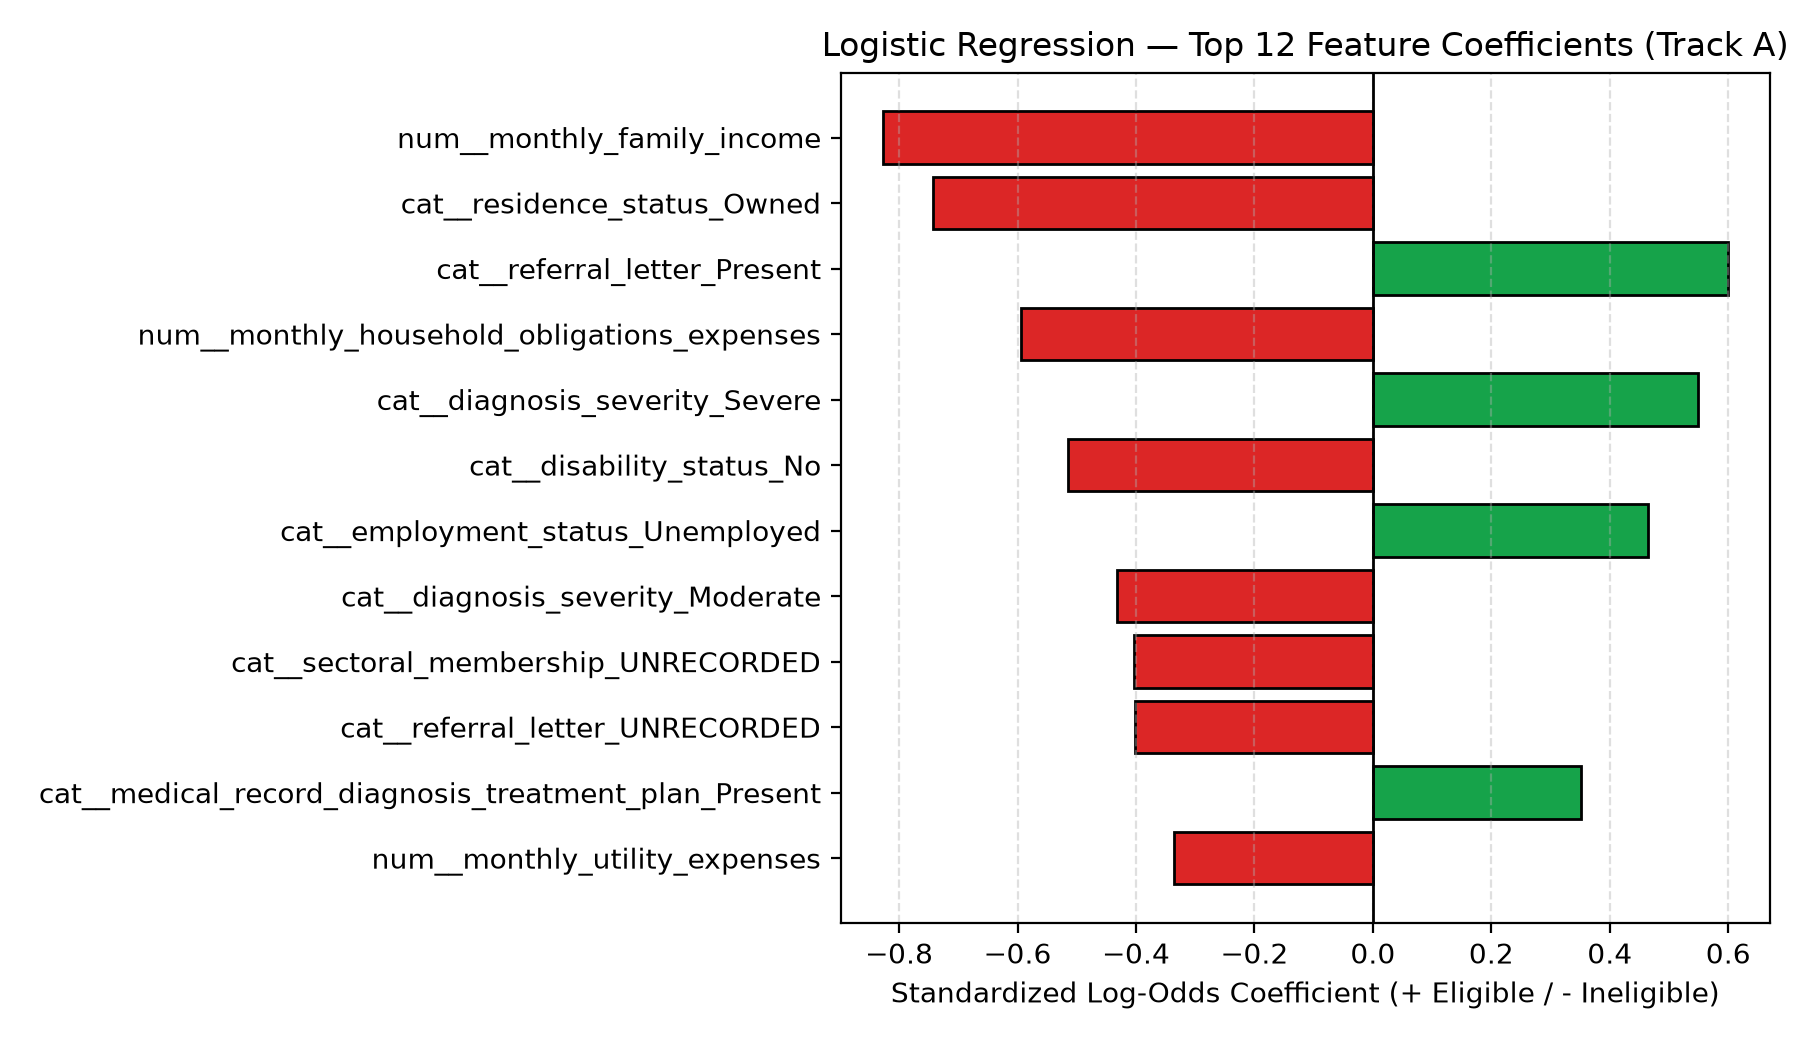 Logistic Regression — Top 12 Feature Coefficients (Track A)
num__monthly_family_income
cat__residence_status_Owned
cat__referral_letter_Present
num__monthly_household_obligations_expenses
cat__diagnosis_severity_Severe
cat__disability_status_No
cat__employment_status_Unemployed
cat__diagnosis_severity_Moderate
cat__sectoral_membership_UNRECORDED
cat__referral_letter_UNRECORDED
cat__medical_record_diagnosis_treatment_plan_Present
num__monthly_utility_expenses
−0.8 −0.6 −0.4 −0.2 0.0 0.2 0.4 0.6
Standardized Log-Odds Coefficient (+ Eligible / - Ineligible)